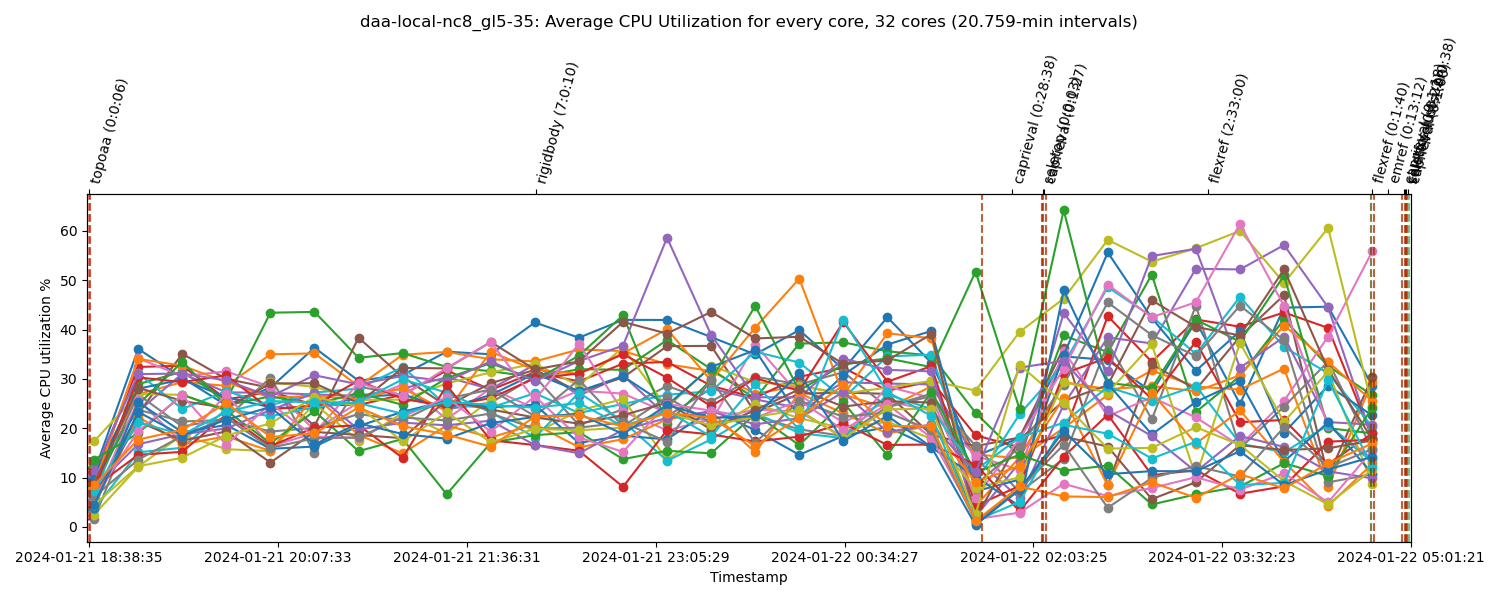 daa-local-nc8_gl5-35: Average CPU Utilization for every core, 32 cores (20.759-min intervals)
topoaa (0:0:06)
rigidbody (7:0:10)
caprieval (0:28:38)
flexref (2:33:00)
flexref (0:1:40)
emref (0:13:12)
Average CPU utilization %
60
50
40
30
20
10
0
2024-01-21 18:38:35
2024-01-21 20:07:33
2024-01-21 21:36:31
2024-01-21 23:05:29
2024-01-22 00:34:27
2024-01-22 02:03:25
2024-01-22 03:32:23
2024-01-22 05:01:21
Timestamp